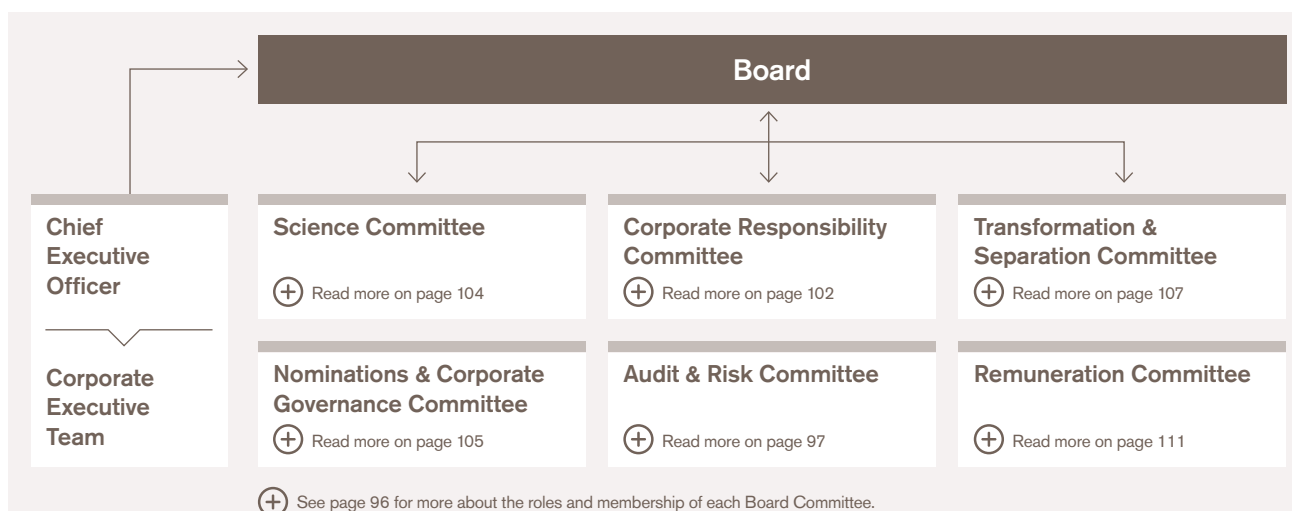 Board
Chief
Executive
Officer
Corporate
Executive
Team
Science Committee
Read more on page 104
Corporate Responsibility
Committee
Read more on page 102
Transformation &
Separation Committee
Read more on page 107
Nominations & Corporate
Governance Committee
Read more on page 105
Audit & Risk Committee
Read more on page 97
Remuneration Committee
Read more on page 111
See page 96 for more about the roles and membership of each Board Committee.